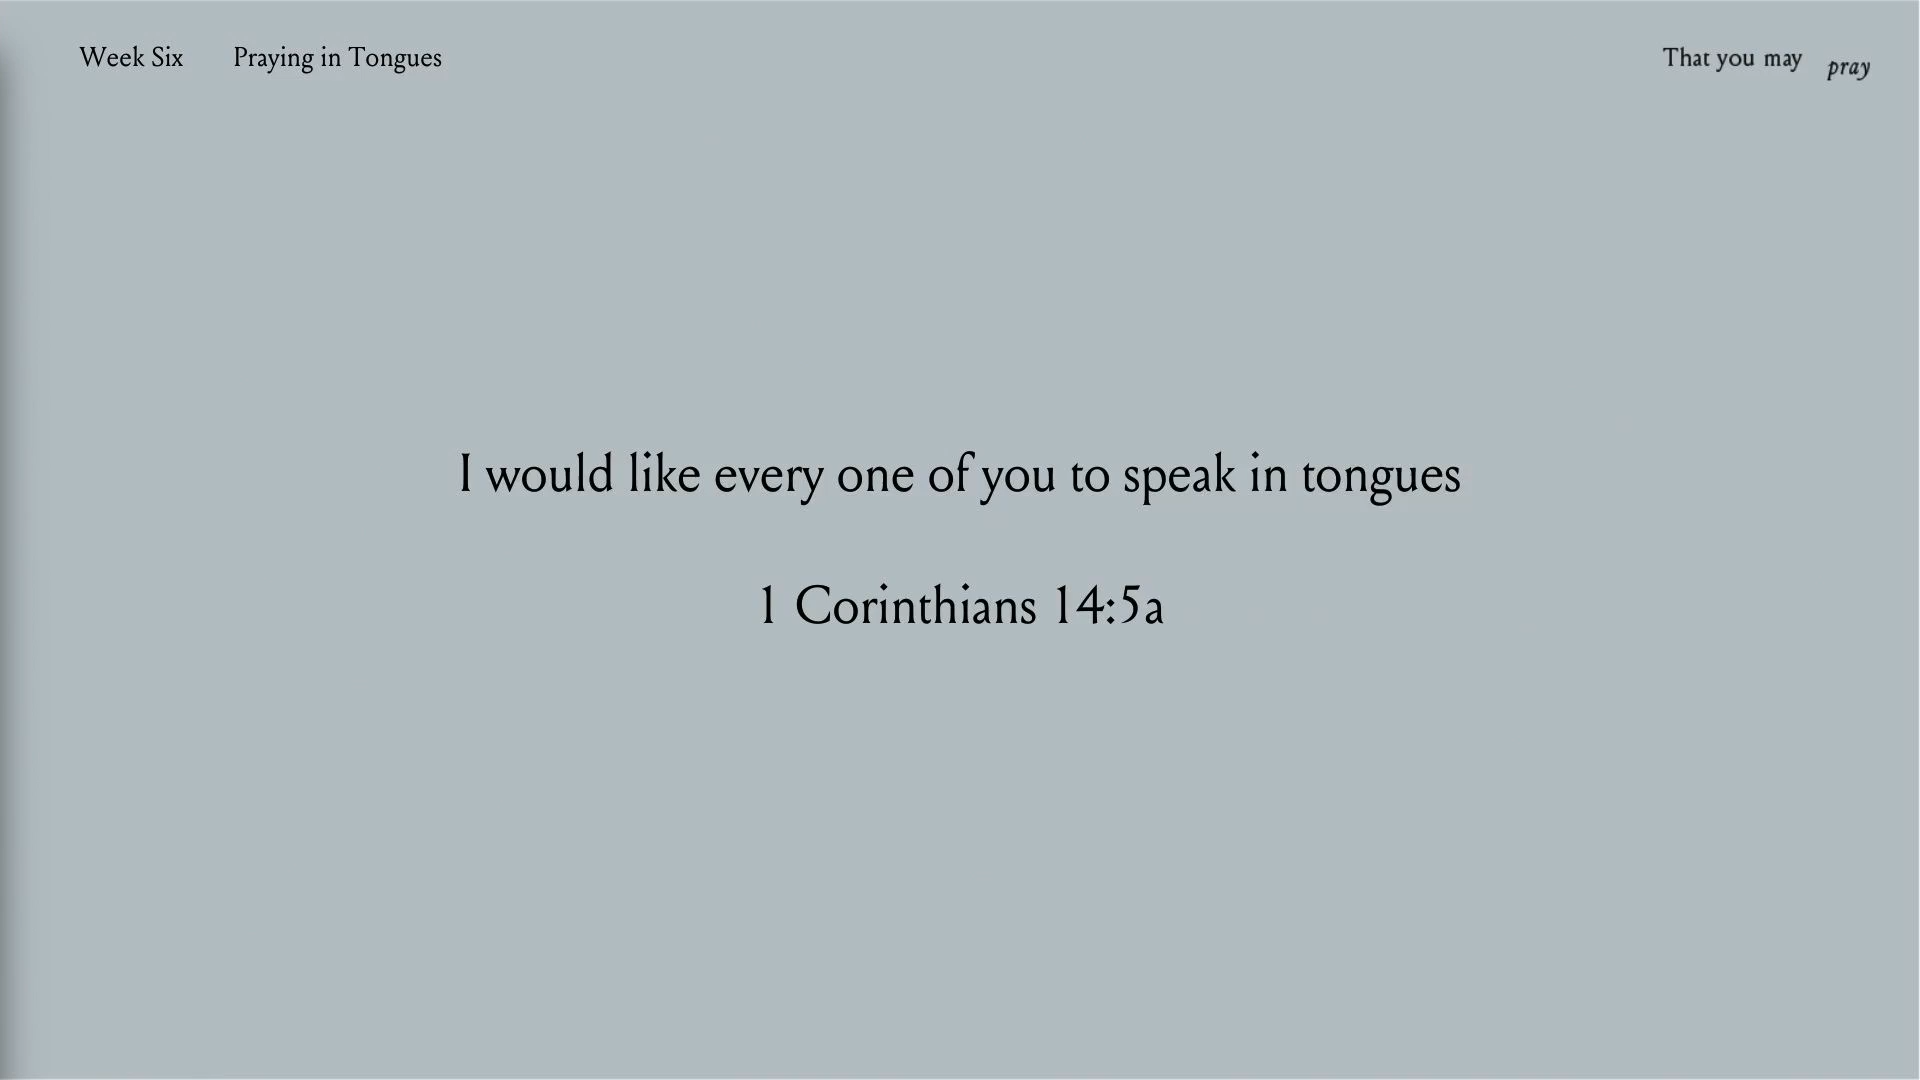 Week Six Praying in Tongues
That you may pray
I would like every one of you to speak in tongues
1 Corinthians 14:5a